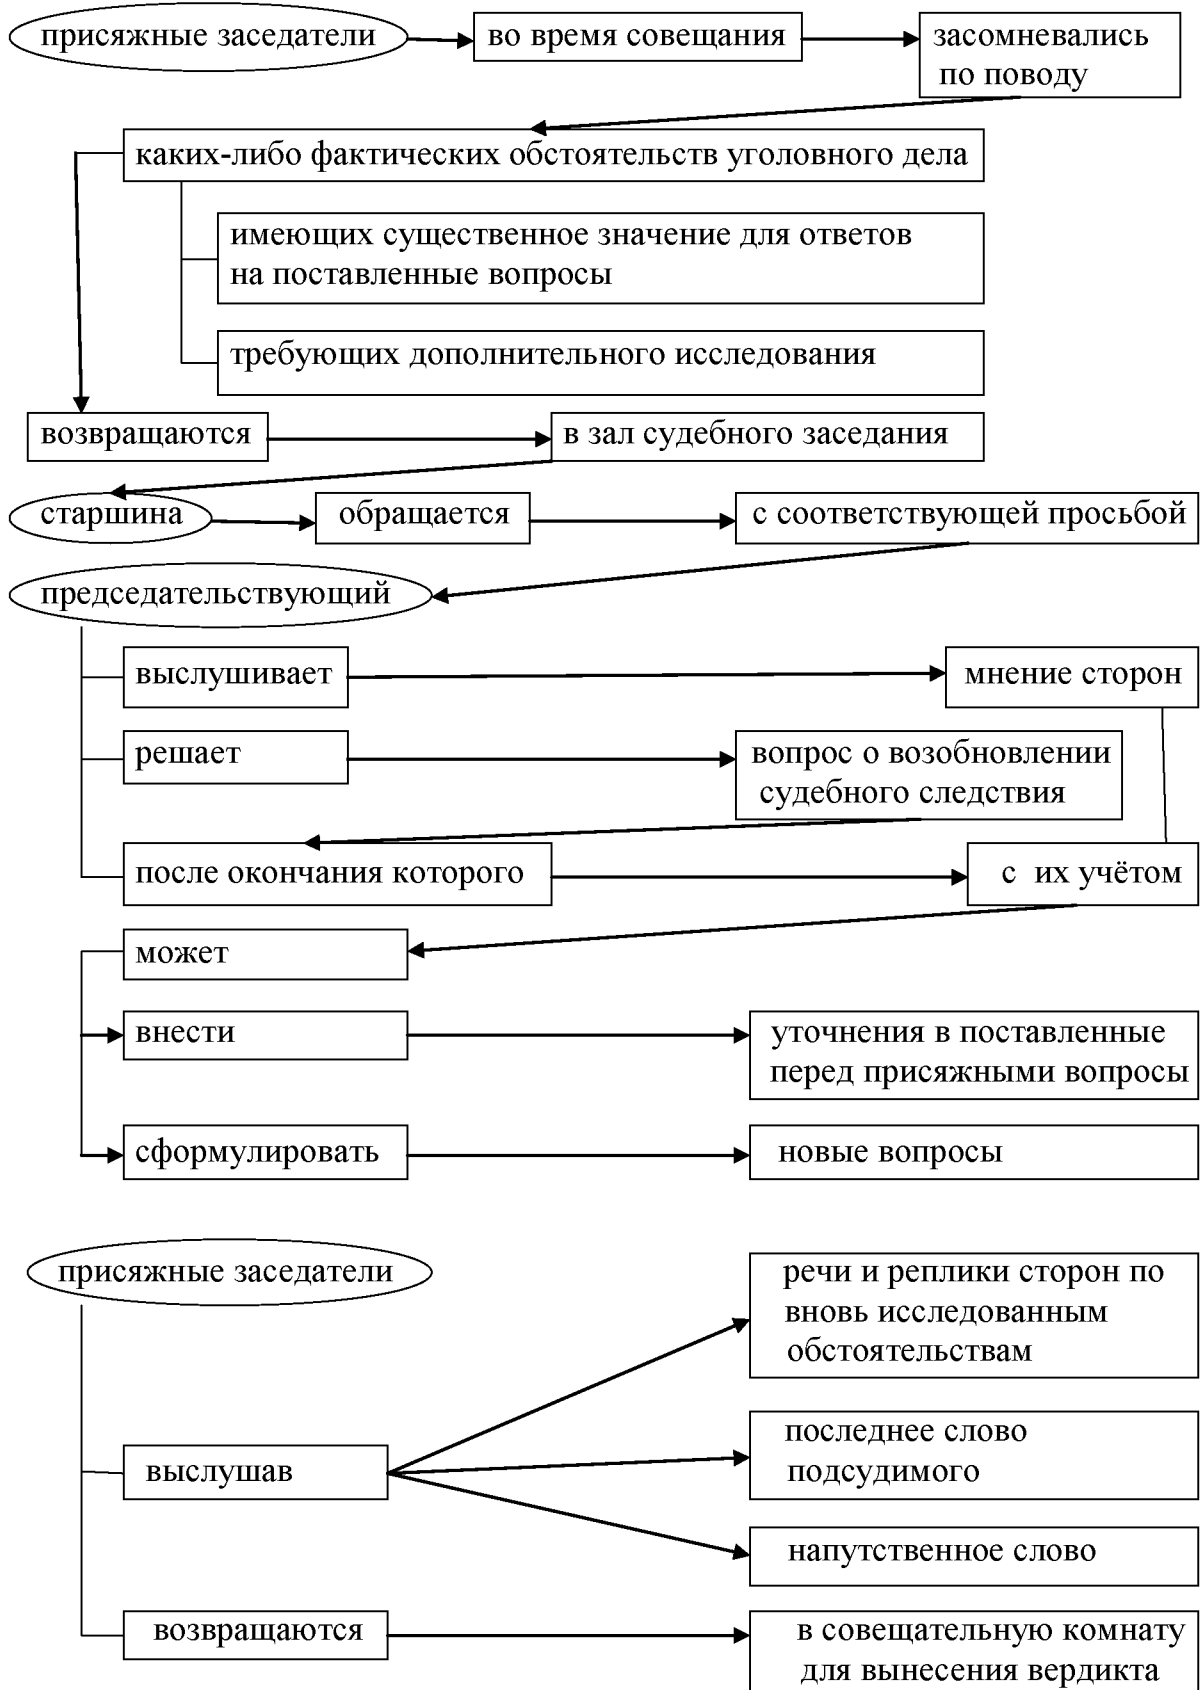 присяжные заседатели
во время совещания
засомневались
по поводу
каких-либо фактических обстоятельств уголовного дела
имеющих существенное значение для ответов
на поставленные вопросы
требующих дополнительного исследования
возвращаются
в зал судебного заседания
старшина
обращается
с соответствующей просьбой
председательствующий
выслушивает
мнение сторон
решает
вопрос о возобновлении
судебного следствия
после окончания которого
с их учётом
может
внести
уточнения в поставленные
перед присяжными вопросы
сформулировать
новые вопросы
присяжные заседатели
речи и реплики сторон по
вновь исследованным
обстоятельствам
выслушав
последнее слово
подсудимого
напутственное слово
возвращаются
в совещательную комнату
для вынесения вердикта